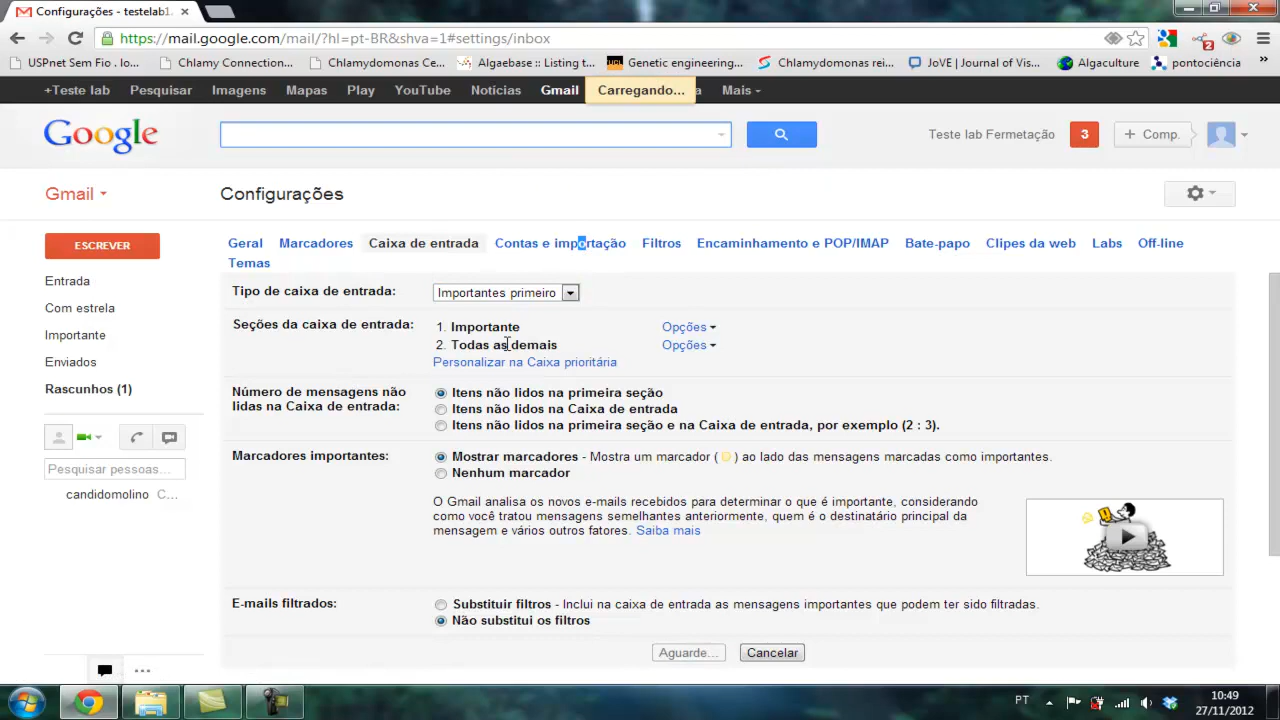 Configurações - testelab1
https://mail.google.com/mail/?hl=pt-BR&shva=1#settings/inbox
2
USPnet Sem Fio . lo... Chlamy Connection... Chlamydomonas Ce... Algaebase :: Listing t... Genetic engineering... Chlamydomonas rei... JoVE | Journal of Vis... Algaculture pontociência »
+Teste lab Pesquisar Imagens Mapas Play YouTube Notícias Gmail Carregando... a Mais
Google Teste lab Fermetação 3 + Comp.
Gmail Configurações
ESCREVER
Geral Marcadores Caixa de entrada Contas e importação Filtros Encaminhamento e POP/IMAP Bate-papo Clipes da web Labs Off-line
Temas
Entrada
Com estrela
Importante
Enviados
Rascunhos (1)
Pesquisar pessoas...
candidomolino C...
Tipo de caixa de entrada: Importantes primeiro
Seções da caixa de entrada: 1. Importante Opções
2. Todas as demais Opções
Personalizar na Caixa prioritária
Número de mensagens não lidas na Caixa de entrada:
Itens não lidos na primeira seção
Itens não lidos na Caixa de entrada
Itens não lidos na primeira seção e na Caixa de entrada, por exemplo (2 : 3).
Marcadores importantes: Mostrar marcadores - Mostra um marcador ( ) ao lado das mensagens marcadas como importantes.
Nenhum marcador
O Gmail analisa os novos e-mails recebidos para determinar o que é importante, considerando
como você tratou mensagens semelhantes anteriormente, quem é o destinatário principal da
mensagem e vários outros fatores. Saiba mais
E-mails filtrados: Substituir filtros - Inclui na caixa de entrada as mensagens importantes que podem ter sido filtradas.
Não substitui os filtros
Aguarde... Cancelar
PT 10:49
27/11/2012